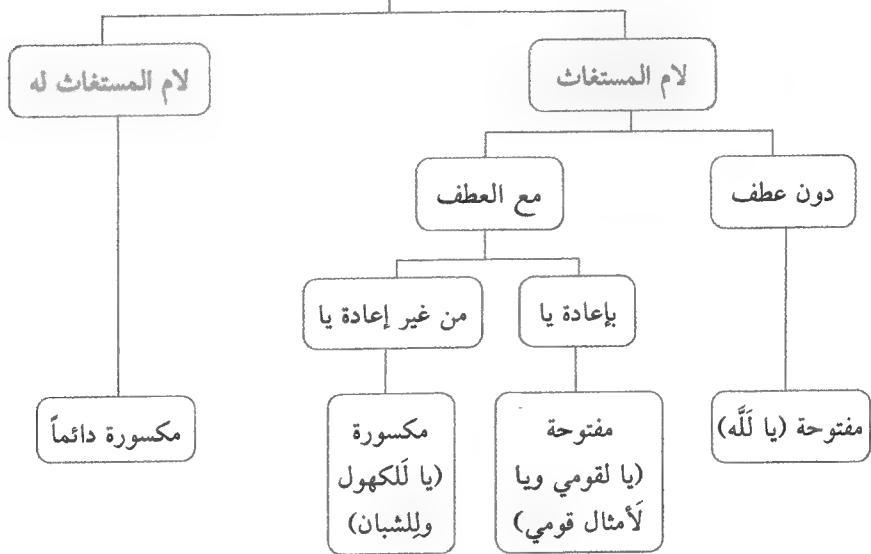 لام المستغاث
لام المستغاث له
دون عطف
مع العطف
بإعادة يا
من غير إعادة يا
مفتوحة (يا لَلَّه)
مفتوحة
(يا لقومي ويا
لَأمثال قومي)
مكسورة
(يا لَلكهول
ولِلشبان)
مكسورة دائماً